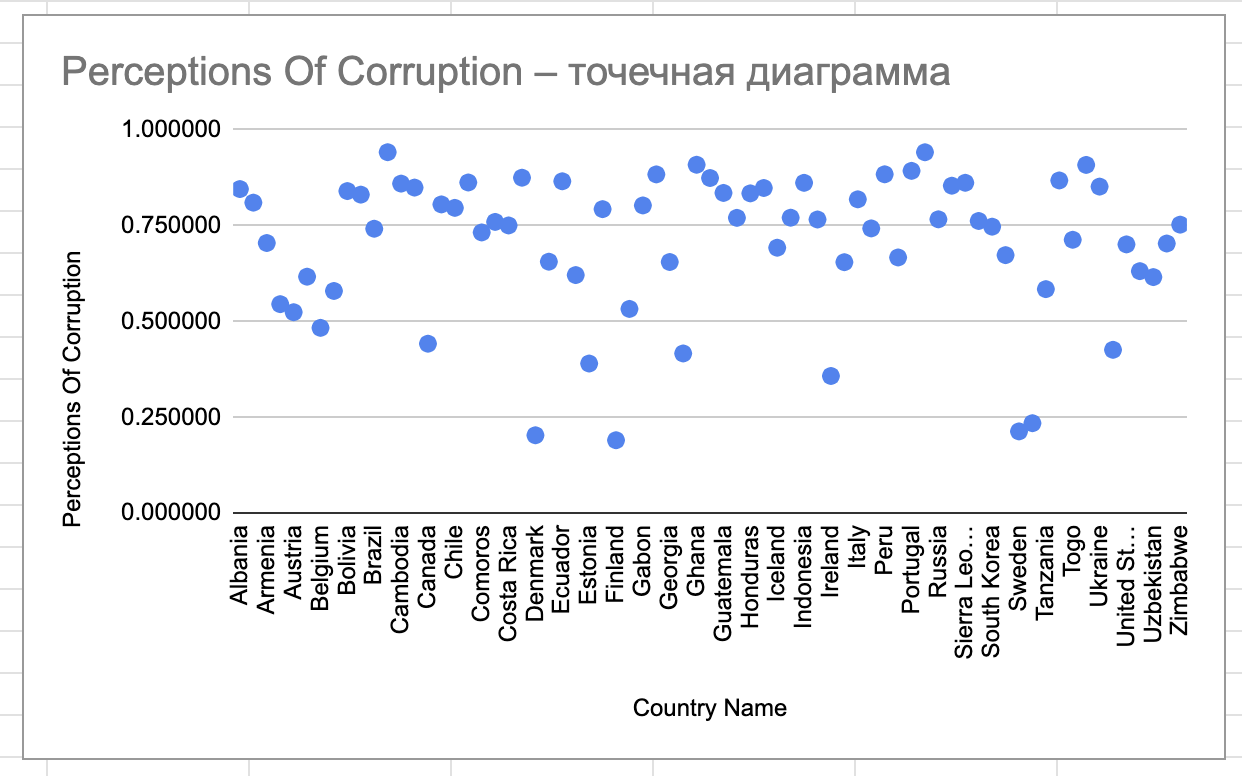 Perceptions Of Corruption – точечная диаграмма
Perceptions Of Corruption
1.000000
0.750000
0.500000
0.250000
0.000000
Albania
Armenia
Austria
Belgium
Bolivia
Brazil
Cambodia
Canada
Chile
Comoros
Costa Rica
Denmark
Ecuador
Estonia
Finland
Gabon
Georgia
Ghana
Guatemala
Honduras
Iceland
Indonesia
Ireland
Italy
Peru
Portugal
Russia
Sierra Leo…
South Korea
Sweden
Tanzania
Togo
Ukraine
United St…
Uzbekistan
Zimbabwe
Country Name